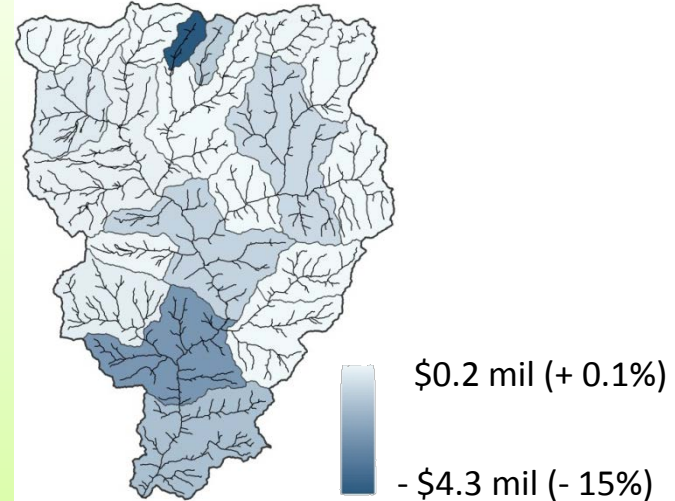 $0.2 mil (+ 0.1%)
- $4.3 mil (- 15%)